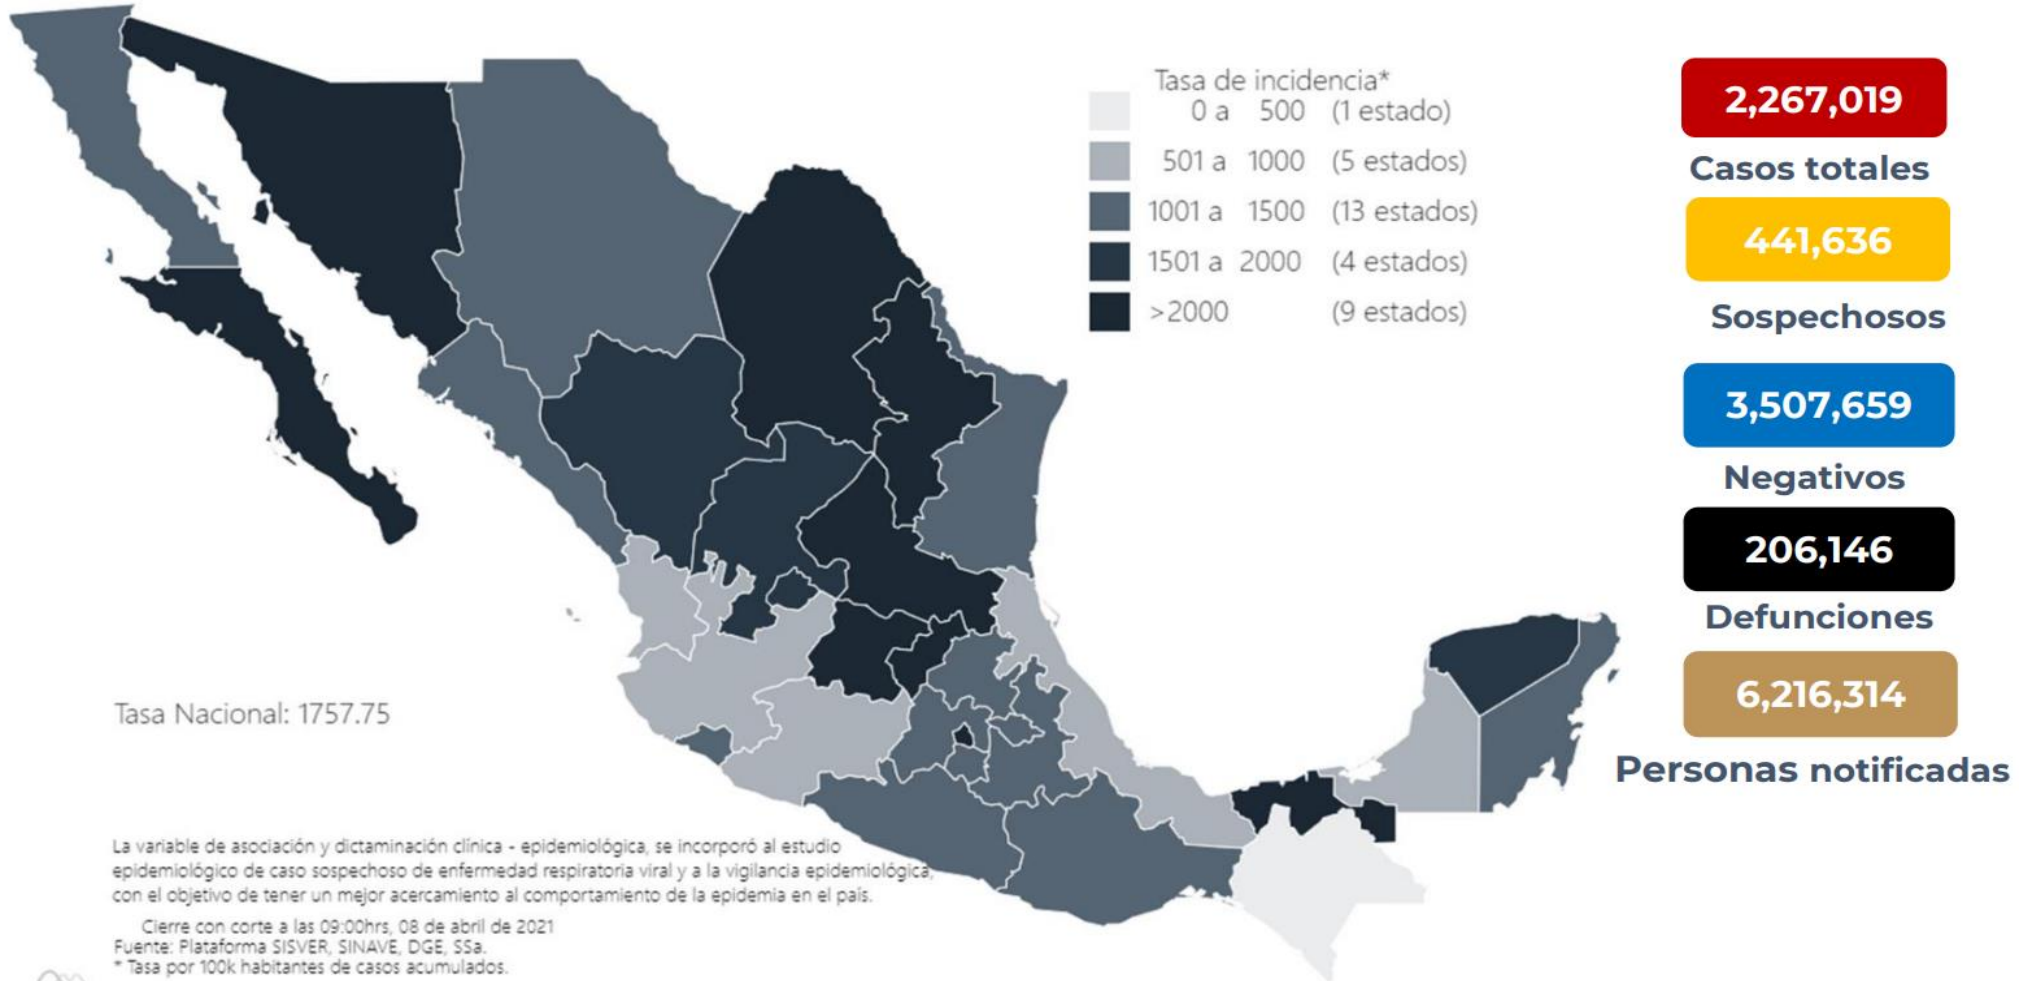 Tasa de incidencia*
0 a 500 (1 estado)
501 a 1000 (5 estados)
1001 a 1500 (13 estados)
1501 a 2000 (4 estados)
>2000 (9 estados)
2,267,019
Casos totales
441,636
Sospechosos
3,507,659
Negativos
206,146
Defunciones
6,216,314
Personas notificadas
Tasa Nacional: 1757.75
La variable de asociación y dictaminación clínica - epidemiológica, se incorporó al estudio
epidemiológico de caso sospechoso de enfermedad respiratoria viral y a la vigilancia epidemiológica,
con el objetivo de tener un mejor acercamiento al comportamiento de la epidemia en el país.
Cierre con corte a las 09:00hrs, 08 de abril de 2021
Fuente: Plataforma SISVER, SINAVE, DGE, SSa.
* Tasa por 100k habitantes de casos acumulados.